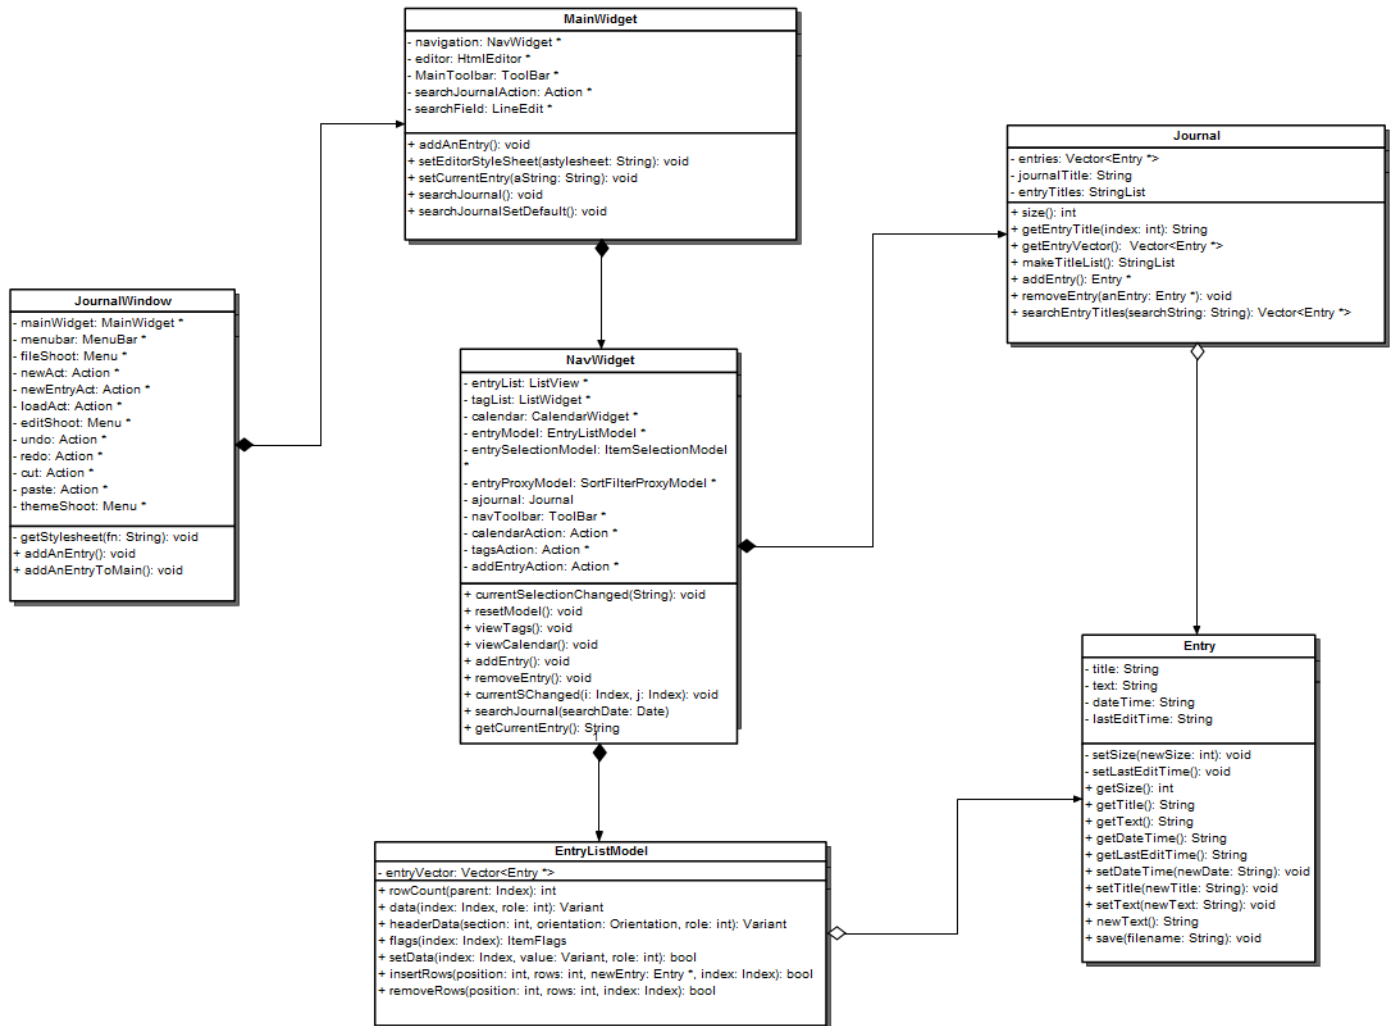 MainWidget
- navigation: NavWidget *
- editor: HtmlEditor *
- MainToolbar: ToolBar *
- searchJournalAction: Action *
- searchField: LineEdit *
+ addAnEntry(): void
+ setEditorStyleSheet(astylesheet: String): void
+ setCurrentEntry(aString: String): void
+ searchJournal(): void
+ searchJournalSetDefault(): void
Journal
- entries: Vector<Entry *>
- journalTitle: String
- entryTitles: StringList
+ size(): int
+ getEntryTitle(index: int): String
+ getEntryVector():  Vector<Entry *>
+ makeTitleList(): StringList
+ addEntry(): Entry *
+ removeEntry(anEntry: Entry *): void
+ searchEntryTitles(searchString: String): Vector<Entry *>
JournalWindow
- mainWidget: MainWidget *
- menubar: MenuBar *
- fileShoot: Menu *
- newAct: Action *
- newEntryAct: Action *
- loadAct: Action *
- editShoot: Menu *
- undo: Action *
- redo: Action *
- cut: Action *
- paste: Action *
- themeShoot: Menu *
- getStylesheet(fn: String): void
+ addAnEntry(): void
+ addAnEntryToMain(): void
NavWidget
- entryList: ListView *
- tagList: ListWidget *
- calendar: CalendarWidget *
- entryModel: EntryListModel *
- entrySelectionModel: ItemSelectionModel
*
- entryProxyModel: SortFilterProxyModel *
- ajournal: Journal
- navToolbar: ToolBar *
- calendarAction: Action *
- tagsAction: Action *
- addEntryAction: Action *
+ currentSelectionChanged(String): void
+ resetModel(): void
+ viewTags(): void
+ viewCalendar(): void
+ addEntry(): void
+ removeEntry(): void
+ currentSChanged(i: Index, j: Index): void
+ searchJournal(searchDate: Date)
+ getCurrentEntry(): String
1
Entry
- title: String
- text: String
- dateTime: String
- lastEditTime: String
- setSize(newSize: int): void
- setLastEditTime(): void
+ getSize(): int
+ getTitle(): String
+ getText(): String
+ getDateTime(): String
+ getLastEditTime(): String
+ setDateTime(newDate: String): void
+ setTitle(newTitle: String): void
+ setText(newText: String): void
+ newText(): String
+ save(filename: String): void
EntryListModel
- entryVector: Vector<Entry *>
+ rowCount(parent: Index): int
+ data(index: Index, role: int): Variant
+ headerData(section: int, orientation: Orientation, role: int): Variant
+ flags(index: Index): ItemFlags
+ setData(index: Index, value: Variant, role: int): bool
+ insertRows(position: int, rows: int, newEntry: Entry *, index: Index): bool
+ removeRows(position: int, rows: int, index: Index): bool